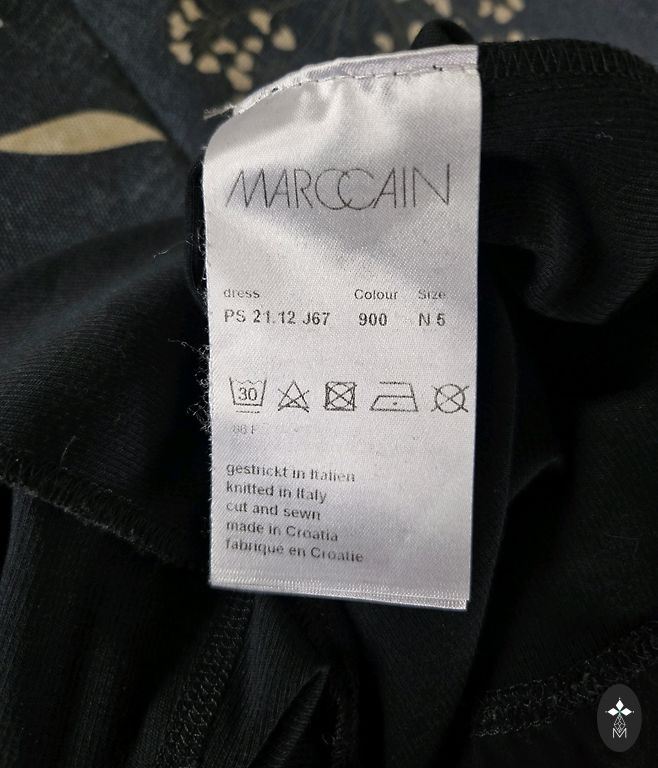 MARCCAIN
dress Colour Size
PS 21.12 J67 900 N 5
30
86 F
gestrickt in Italien
knitted in Italy
cut and sewn
made in Croatia
fabriqué en Croatie
M